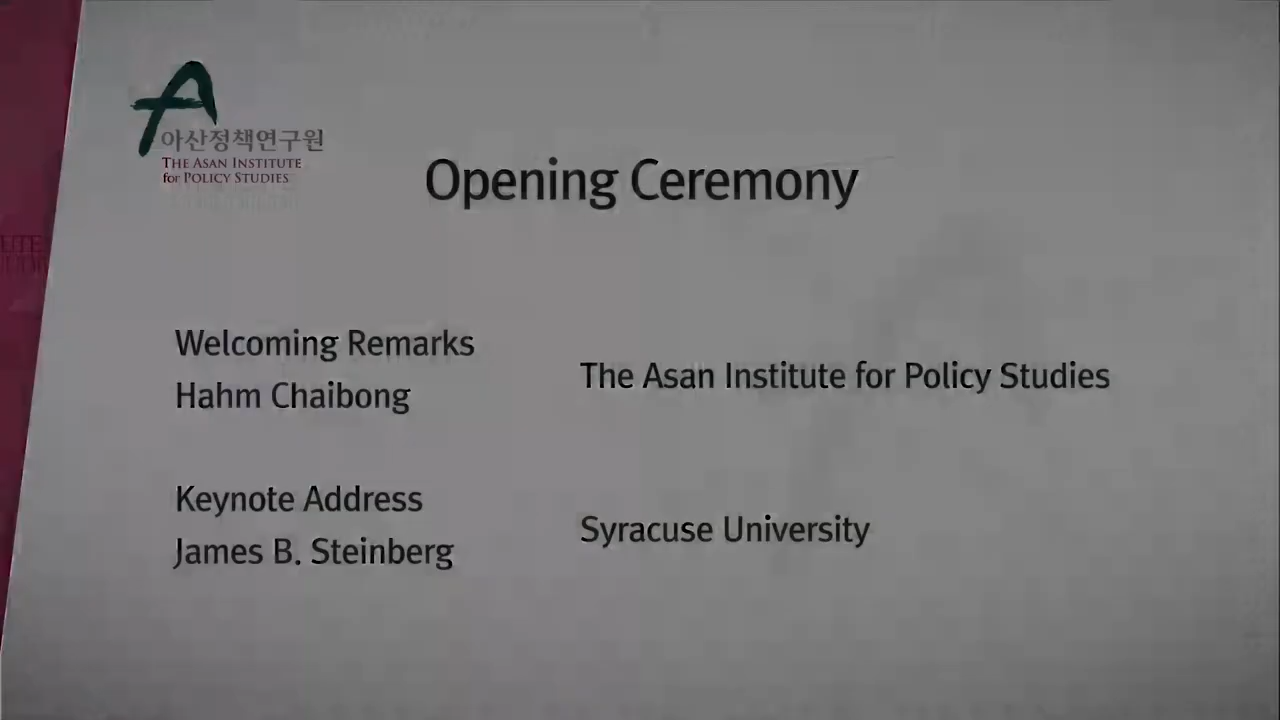 아산정책연구원
THE ASAN INSTITUTE
for POLICY STUDIES
Opening Ceremony
Welcoming Remarks
Hahm Chaibong
The Asan Institute for Policy Studies
Keynote Address
James B. Steinberg
Syracuse University